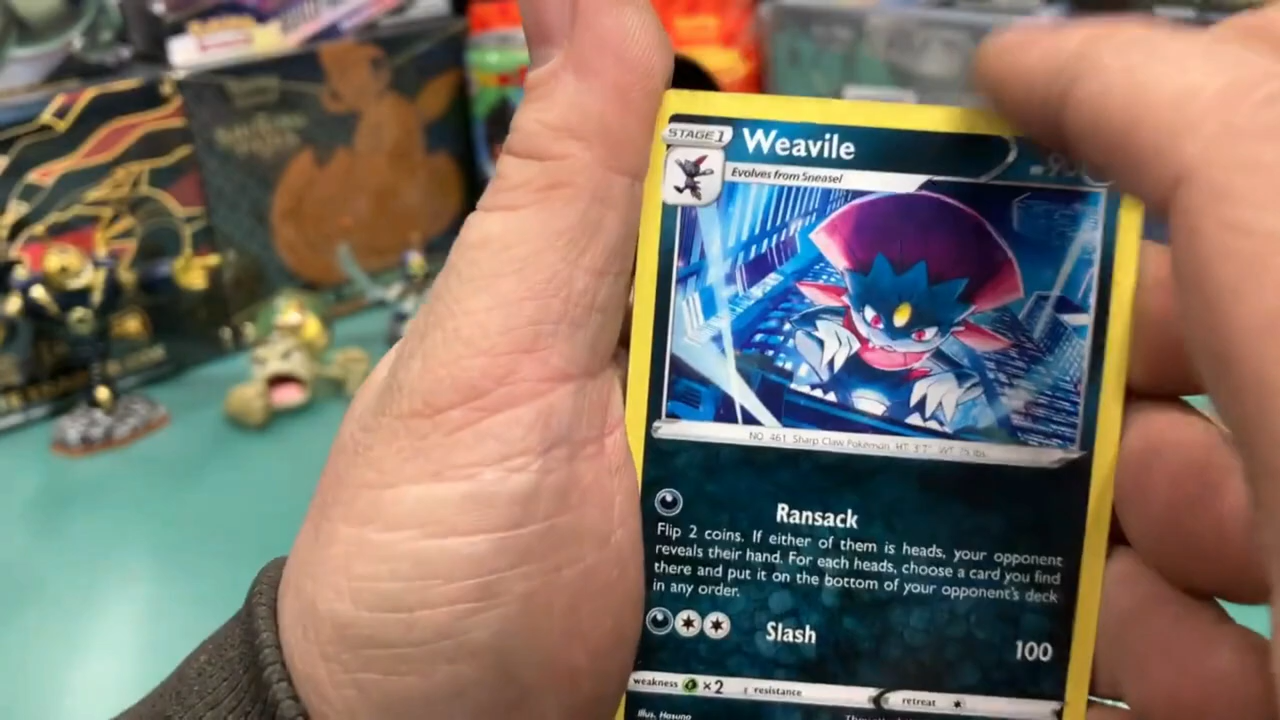 STAGE 1
Weavile
Evolves from Sneasel
NO. 461 Sharp Claw Pokémon HT: 3'7" WT: 75 lbs.
Ransack
Flip 2 coins. If either of them is heads, your opponent
reveals their hand. For each heads, choose a card you find
there and put it on the bottom of your opponent's deck
in any order.
Slash
100
weakness ×2 resistance retreat
Illus. Hasuno